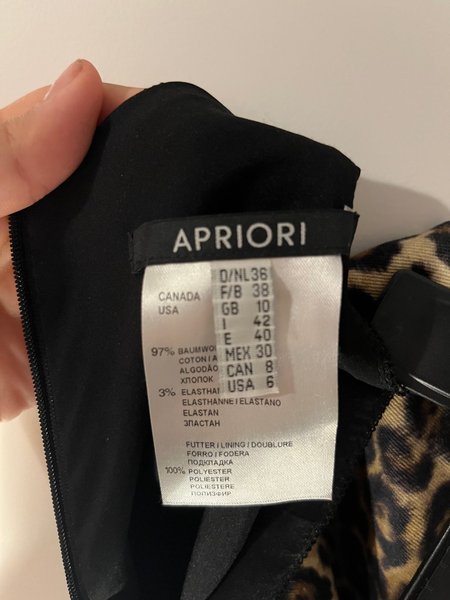 APRIORI
D/NL 36
CANADA F/B 38
USA GB 10
I 42
E 40
MEX 30
CAN 8
USA 6
97% BAUMWO
COTON / A
ALGODÃO
ХЛОПОК
3% ELASTHAN
ELASTHANNE / ELASTANO
ELASTAN
ЭЛАСТАН
FUTTER / LINING / DOUBLURE
FORRO / FODERA
ПОДКЛАДКА
100% POLYESTER
POLIESTER
POLIESTERE
ПОЛИЭФИР